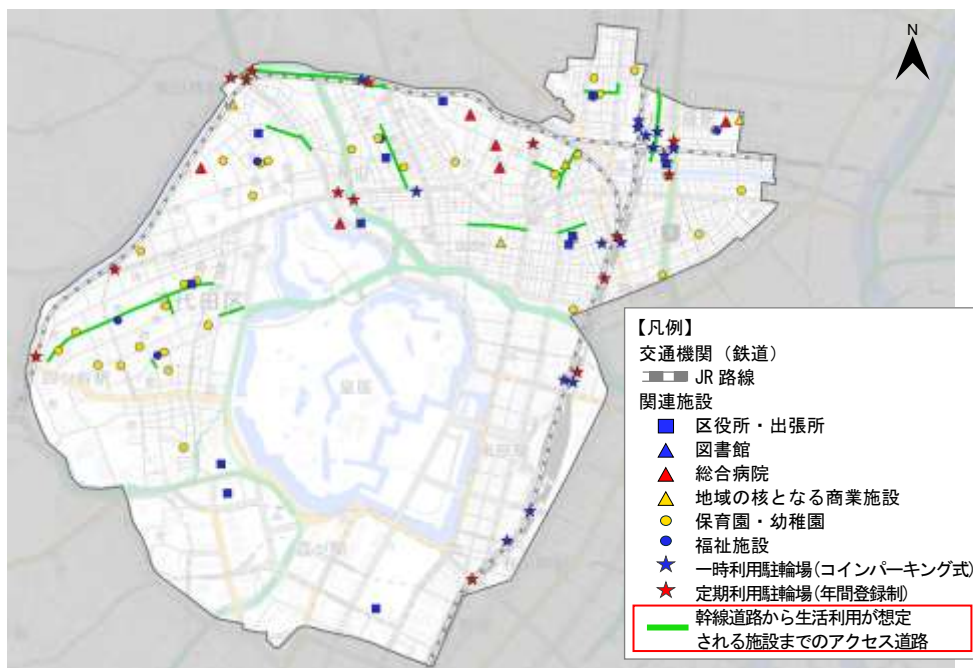 N
代田区
皇居
【凡例】
交通機関（鉄道）
JR 路線
関連施設
区役所・出張所
図書館
総合病院
地域の核となる商業施設
保育園・幼稚園
福祉施設
一時利用駐輪場(コインパーキング式)
定期利用駐輪場(年間登録制)
幹線道路から生活利用が想定
される施設までのアクセス道路